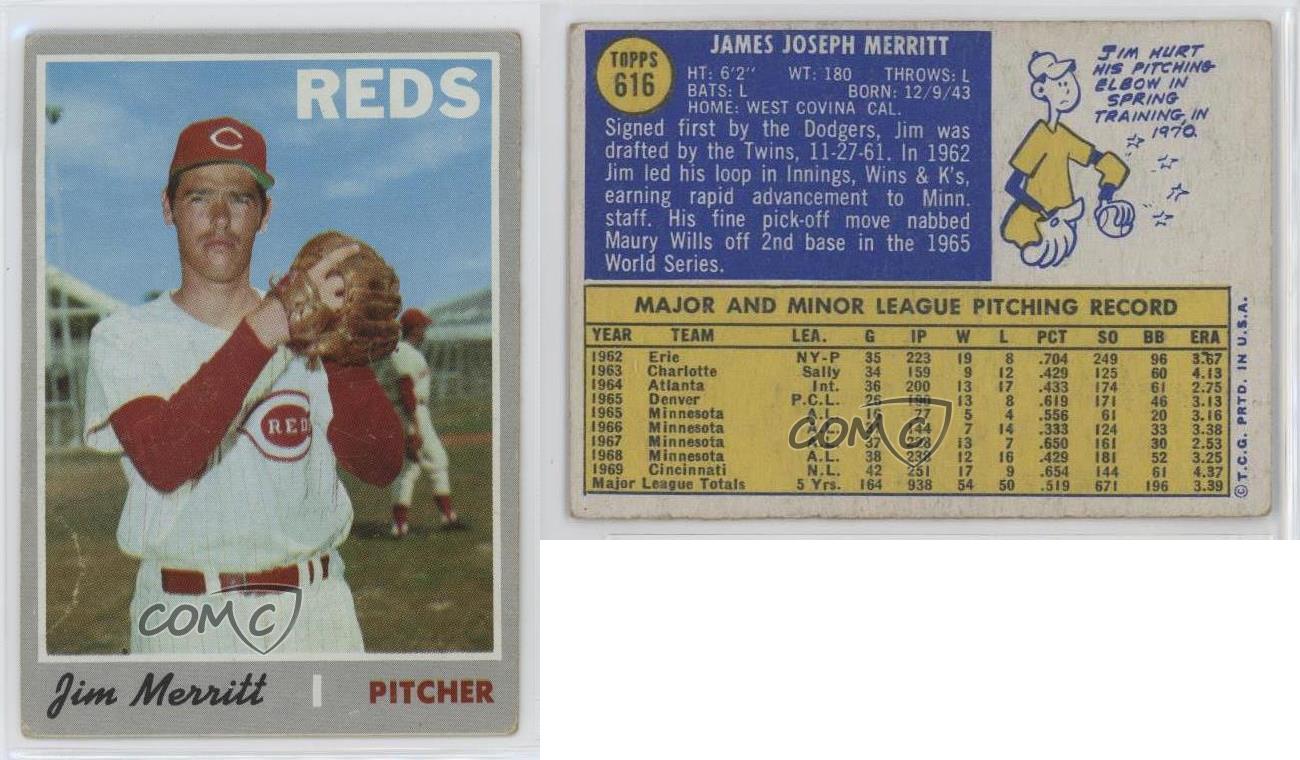 REDS
C
REDS
COMC
Jim Merritt PITCHER
TOPPS
616
JAMES JOSEPH MERRITT
HT: 6'2" WT: 180 THROWS: L
BATS: L BORN: 12/9/43
HOME: WEST COVINA CAL.
Signed first by the Dodgers, Jim was
drafted by the Twins, 11-27-61. In 1962
Jim led his loop in Innings, Wins & K's,
earning rapid advancement to Minn.
staff. His fine pick-off move nabbed
Maury Wills off 2nd base in the 1965
World Series.
JIM HURT
HIS PITCHING
ELBOW IN
SPRING
TRAINING, IN
1970.
MAJOR AND MINOR LEAGUE PITCHING RECORD
YEAR TEAM LEA. G IP W L PCT SO BB ERA
1962 Erie NY-P 35 223 19 8 .704 249 96 3.67
1963 Charlotte Sally 34 159 9 12 .429 125 60 4.13
1964 Atlanta Int. 36 200 13 17 .433 174 61 2.75
1965 Denver P.C.L. 26 190 13 8 .619 171 46 3.13
1965 Minnesota A.L. 16 77 5 4 .556 61 20 3.16
1966 Minnesota 144 7 14 .333 124 33 3.38
1967 Minnesota 37 228 13 7 .650 161 30 2.53
1968 Minnesota A.L. 38 238 12 16 .429 181 52 3.25
1969 Cincinnati N.L. 42 251 17 9 .654 144 61 4.37
Major League Totals 5 Yrs. 164 938 54 50 .519 671 196 3.39
COMC
© T.C.G. PRTD. IN U.S.A.